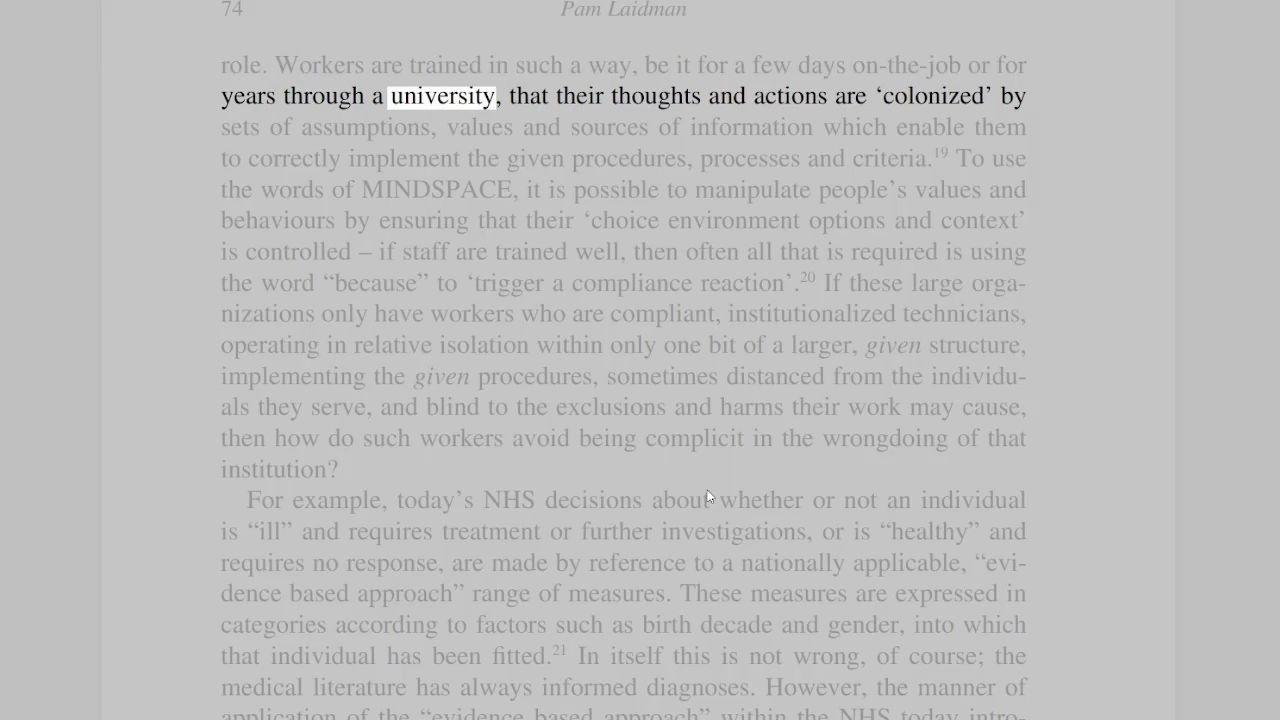 74 Pam Laidman
role. Workers are trained in such a way, be it for a few days on-the-job or for
years through a university, that their thoughts and actions are ‘colonized’ by
sets of assumptions, values and sources of information which enable them
to correctly implement the given procedures, processes and criteria.19 To use
the words of MINDSPACE, it is possible to manipulate people’s values and
behaviours by ensuring that their ‘choice environment options and context’
is controlled – if staff are trained well, then often all that is required is using
the word “because” to ‘trigger a compliance reaction’.20 If these large orga-
nizations only have workers who are compliant, institutionalized technicians,
operating in relative isolation within only one bit of a larger, given structure,
implementing the given procedures, sometimes distanced from the individu-
als they serve, and blind to the exclusions and harms their work may cause,
then how do such workers avoid being complicit in the wrongdoing of that
institution?
For example, today’s NHS decisions about whether or not an individual
is “ill” and requires treatment or further investigations, or is “healthy” and
requires no response, are made by reference to a nationally applicable, “evi-
dence based approach” range of measures. These measures are expressed in
categories according to factors such as birth decade and gender, into which
that individual has been fitted.21 In itself this is not wrong, of course; the
medical literature has always informed diagnoses. However, the manner of
application of the “evidence based approach” within the NHS today intro-